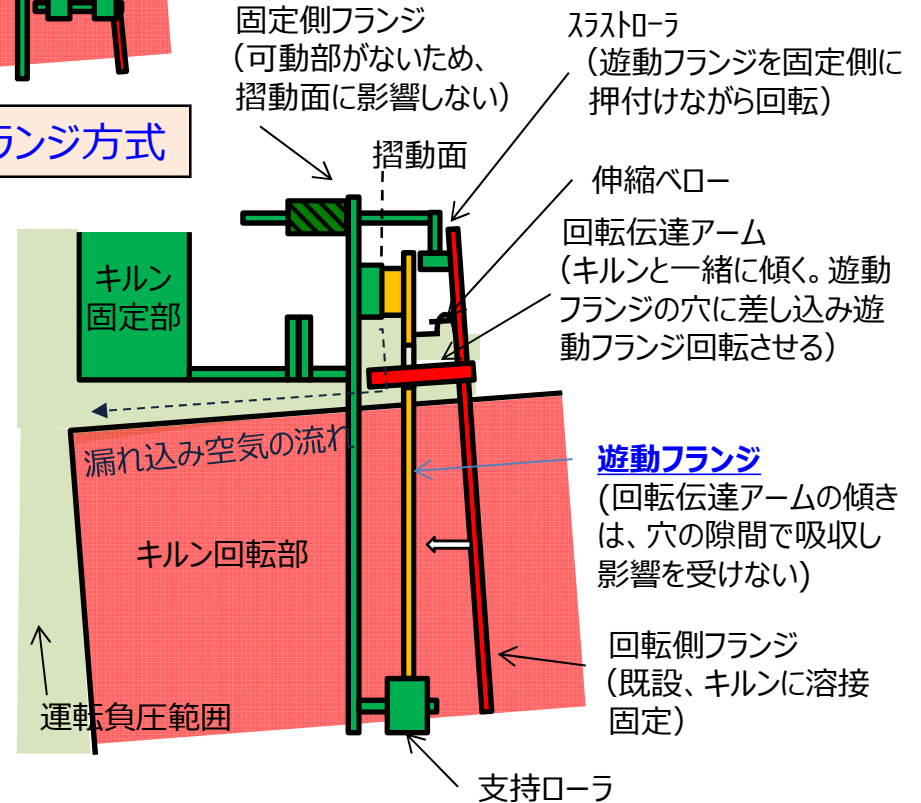 固定側フランジ
（可動部がないため、
摺動面に影響しない）
ｽﾗｽﾄﾛｰﾗ
（遊動フランジを固定側に
押付けながら回転）
ランジ方式
摺動面
伸縮ベロー
回転伝達アーム
（キルンと一緒に傾く。遊動
フランジの穴に差し込み遊
動フランジ回転させる）
キルン
固定部
漏れ込み空気の流れ
遊動フランジ
(回転伝達アームの傾き
は、穴の隙間で吸収し
影響を受けない)
キルン回転部
回転側フランジ
（既設、キルンに溶接
固定）
運転負圧範囲
支持ローラ